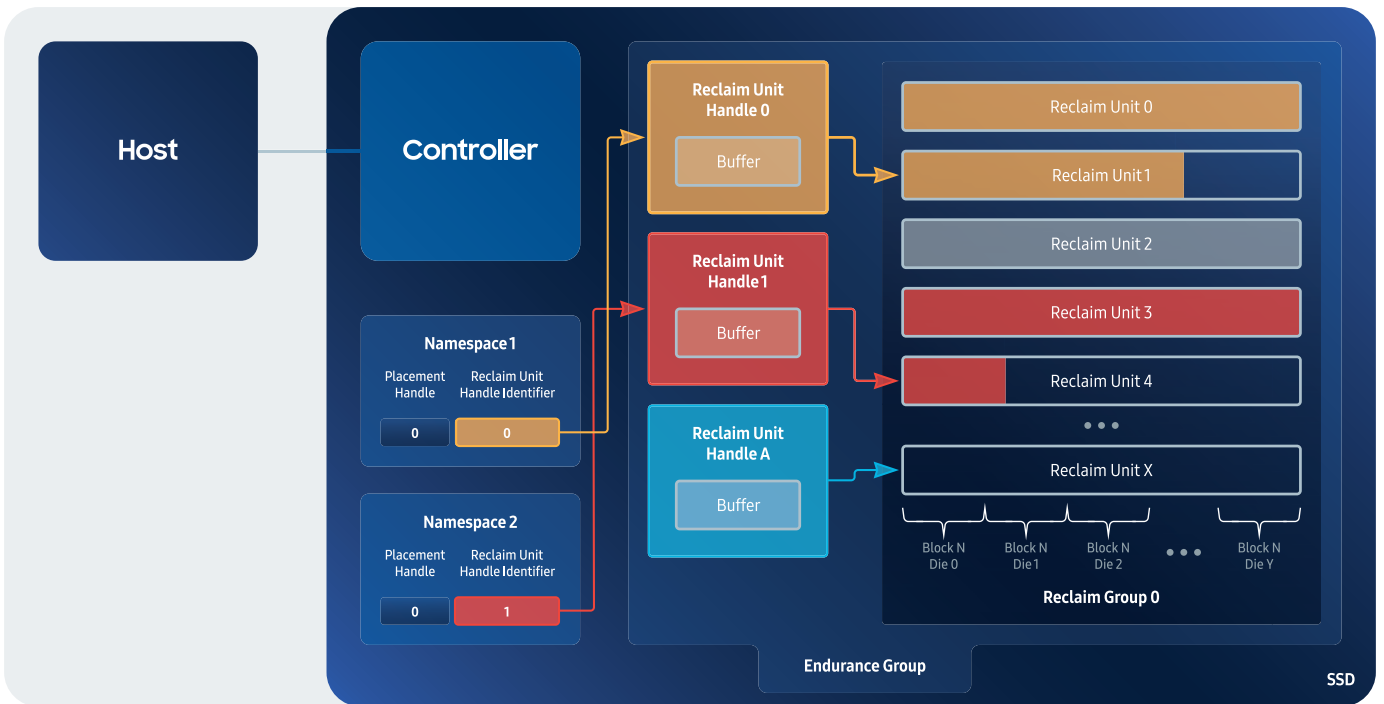 Host
Controller
Namespace 1
Placement
Handle
Reclaim Unit
Handle Identifier
0
0
Namespace 2
Placement
Handle
Reclaim Unit
Handle Identifier
0
1
Reclaim Unit
Handle 0
Buffer
Reclaim Unit
Handle 1
Buffer
Reclaim Unit
Handle A
Buffer
Reclaim Unit 0
Reclaim Unit 1
Reclaim Unit 2
Reclaim Unit 3
Reclaim Unit 4
Reclaim Unit X
Block N
Die 0
Block N
Die 1
Block N
Die 2
Block N
Die Y
Reclaim Group 0
Endurance Group
SSD